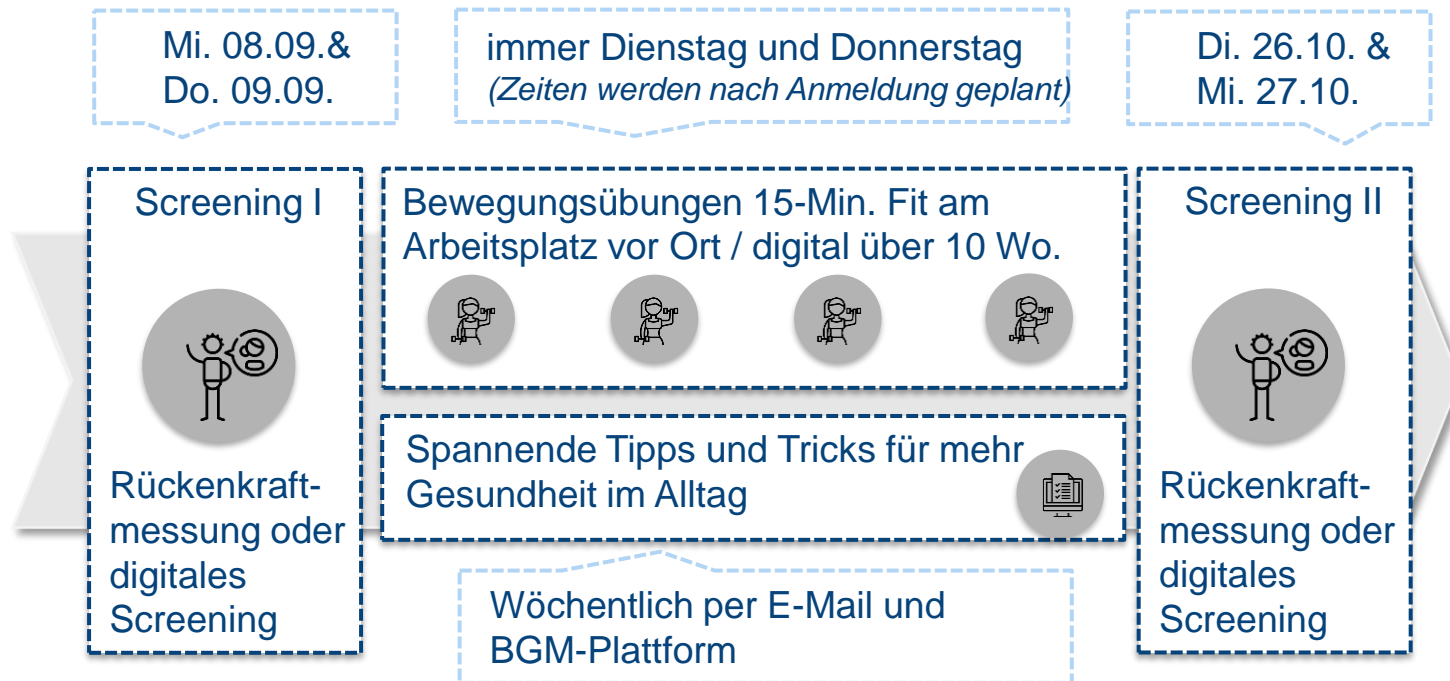 Mi. 08.09.&
Do. 09.09.
immer Dienstag und Donnerstag
(Zeiten werden nach Anmeldung geplant)
Di. 26.10. &
Mi. 27.10.
Screening I
Rückenkraft-
messung oder
digitales
Screening
Bewegungsübungen 15-Min. Fit am
Arbeitsplatz vor Ort / digital über 10 Wo.
Spannende Tipps und Tricks für mehr
Gesundheit im Alltag
Wöchentlich per E-Mail und
BGM-Plattform
Screening II
Rückenkraft-
messung oder
digitales
Screening